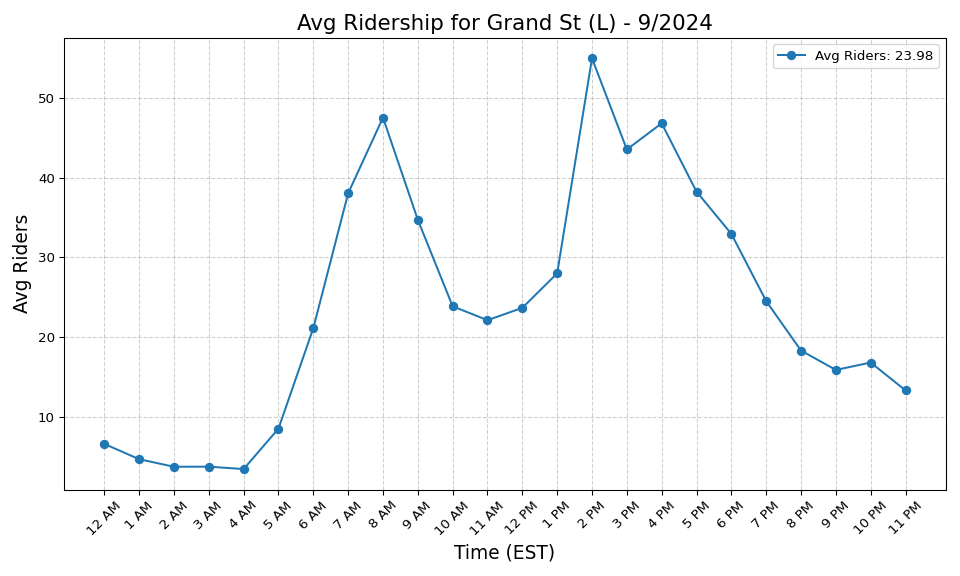 Avg Ridership for Grand St (L) - 9/2024
Avg Riders: 23.98
Avg Riders
50
40
30
20
10
12 AM
1 AM
2 AM
3 AM
4 AM
5 AM
6 AM
7 AM
8 AM
9 AM
10 AM
11 AM
12 PM
1 PM
2 PM
3 PM
4 PM
5 PM
6 PM
7 PM
8 PM
9 PM
10 PM
11 PM
Time (EST)